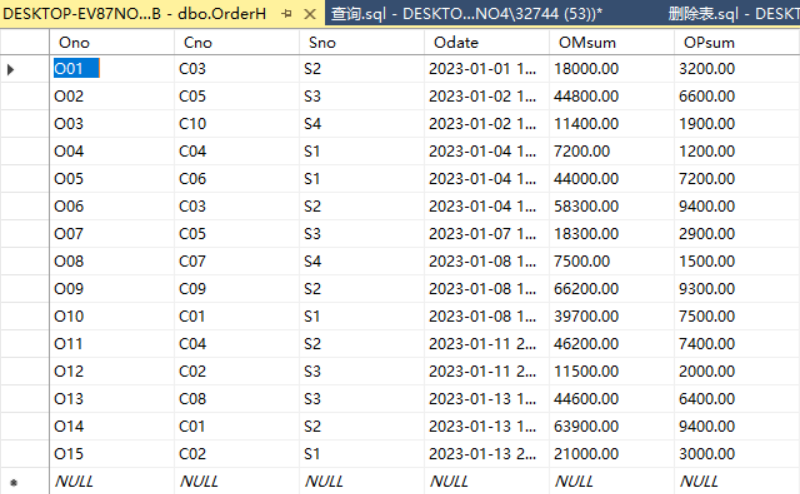 DESKTOP-EV87NO...B - dbo.OrderH 查询.sql - DESKTO...NO4\32744 (53))* 删除表.sql - DESKT
Ono Cno Sno Odate OMsum OPsum
O01 C03 S2 2023-01-01 1... 18000.00 3200.00
O02 C05 S3 2023-01-02 1... 44800.00 6600.00
O03 C10 S4 2023-01-02 1... 11400.00 1900.00
O04 C04 S1 2023-01-04 1... 7200.00 1200.00
O05 C06 S1 2023-01-04 1... 44000.00 7200.00
O06 C03 S2 2023-01-04 1... 58300.00 9400.00
O07 C05 S3 2023-01-07 1... 18300.00 2900.00
O08 C07 S4 2023-01-08 1... 7500.00 1500.00
O09 C09 S2 2023-01-08 1... 66200.00 9300.00
O10 C01 S1 2023-01-08 1... 39700.00 7500.00
O11 C04 S2 2023-01-11 2... 46200.00 7400.00
O12 C02 S3 2023-01-11 2... 11500.00 2000.00
O13 C08 S3 2023-01-13 1... 44600.00 6400.00
O14 C01 S2 2023-01-13 1... 63900.00 9400.00
O15 C02 S1 2023-01-13 2... 21000.00 3000.00
NULL NULL NULL NULL NULL NULL